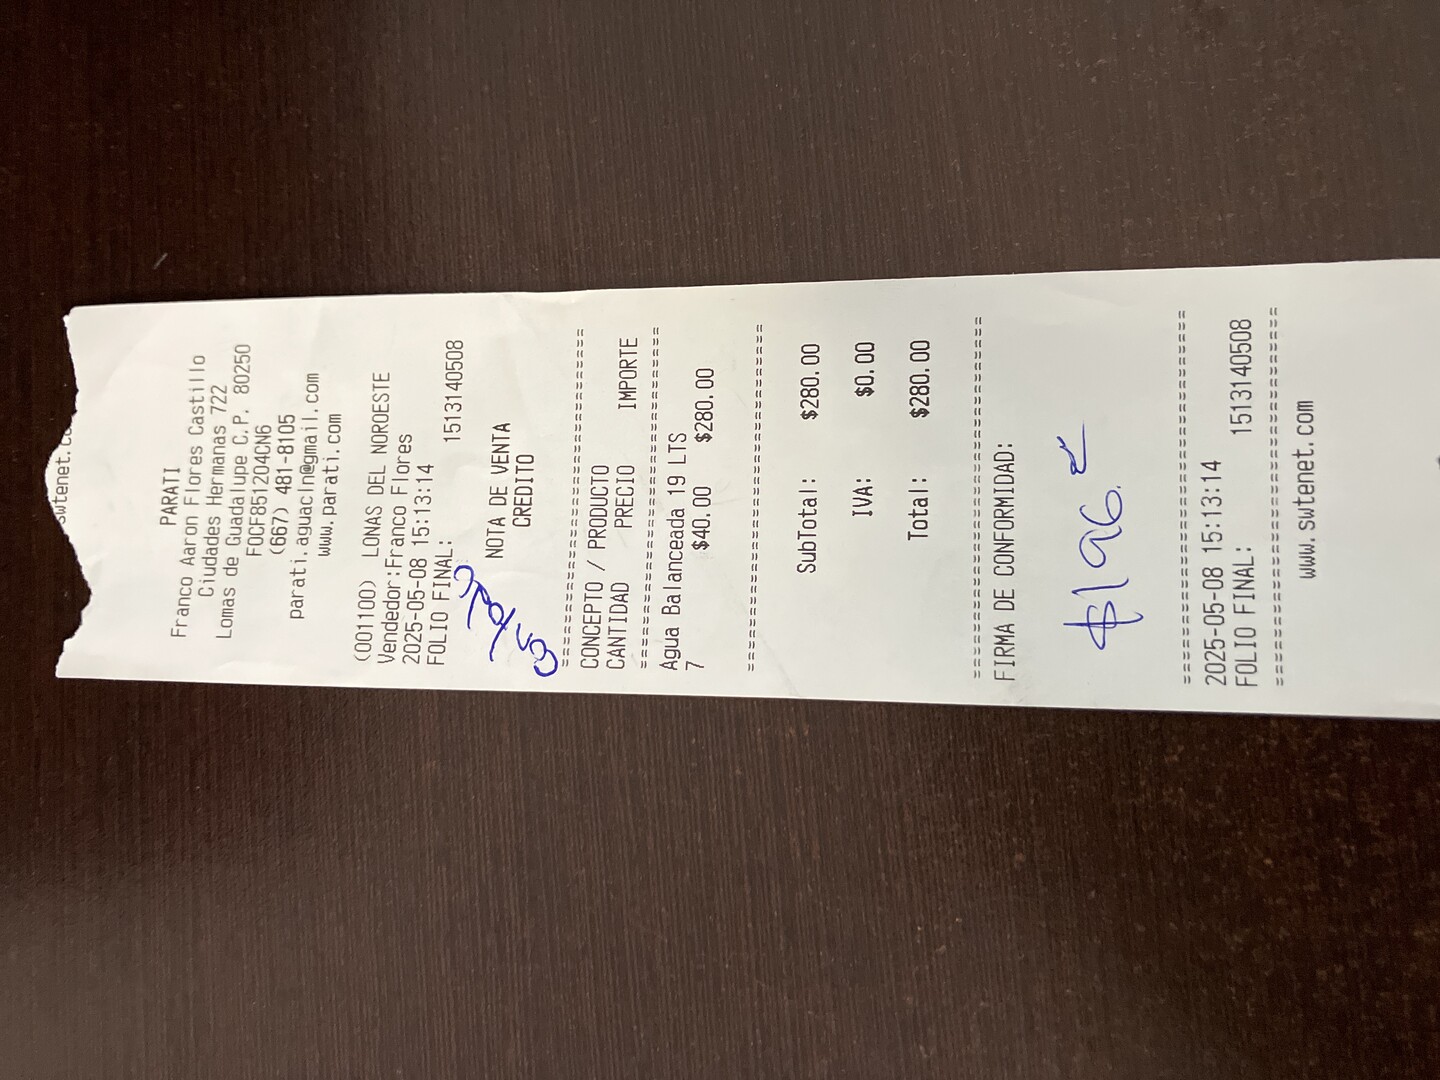 swtenet.co
PARATI
Franco Aaron Flores Castillo
Ciudades Hermanas 722
Lomas de Guadalupe C.P. 80250
FOCF851204CN6
(667) 481-8105
parati.aguacln@gmail.com
www.parati.com
(001100) LONAS DEL NOROESTE
Vendedor:Franco Flores
2025-05-08 15:13:14
FOLIO FINAL: 1513140508
NOTA DE VENTA
CREDITO
==============================
CONCEPTO / PRODUCTO
CANTIDAD PRECIO IMPORTE
==============================
Agua Balanceada 19 LTS
7 $40.00 $280.00
==============================
SubTotal: $280.00
IVA: $0.00
Total: $280.00
==============================
FIRMA DE CONFORMIDAD:
$196.
==============================
2025-05-08 15:13:14
FOLIO FINAL: 1513140508
==============================
www.swtenet.com